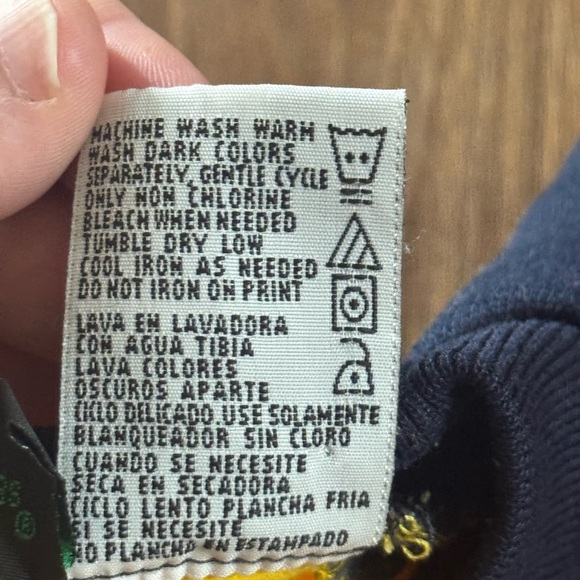 MACHINE WASH WARM
WASH DARK COLORS
SEPARATELY, GENTLE CYCLE
ONLY NON CHLORINE
BLEACH WHEN NEEDED
TUMBLE DRY LOW
COOL IRON AS NEEDED
DO NOT IRON ON PRINT
LAVA EN LAVADORA
CON AGUA TIBIA
LAVA COLORES
OSCUROS APARTE
CICLO DELICADO. USE SOLAMENTE
BLANQUEADOR SIN CLORO
CUANDO SE NECESITE
SECA EN SECADORA
CICLO LENTO PLANCHA FRIA
SI SE NECESITE
NO PLANCHA EN ESTAMPADO
®